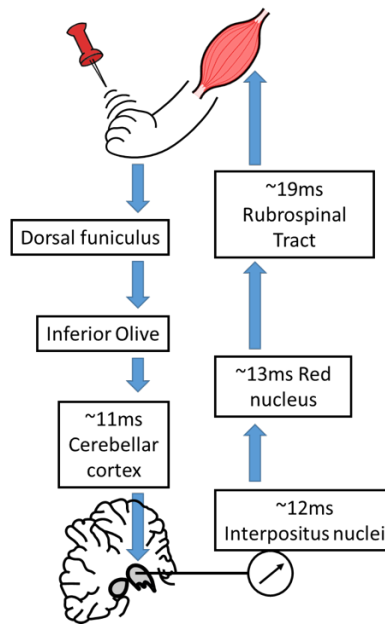 Dorsal funiculus
Inferior Olive
~11ms
Cerebellar
cortex
~12ms
Interpositus nuclei
~13ms Red
nucleus
~19ms
Rubrospinal
Tract